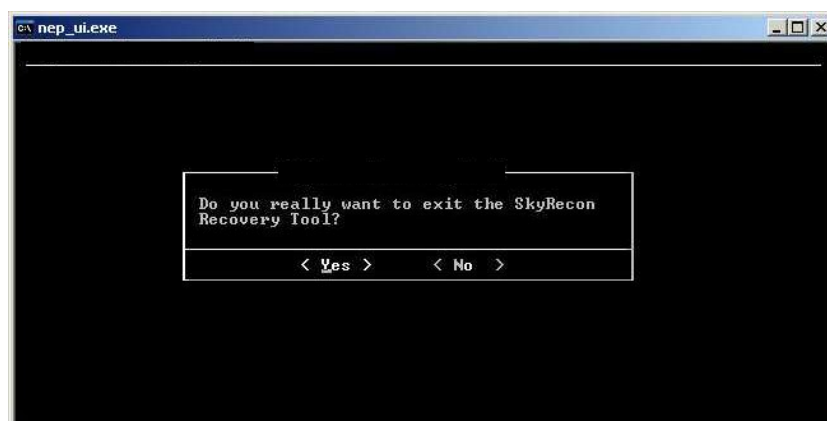 nep_ui.exe
Do you really want to exit the SkyRecon
Recovery Tool?
< Yes > < No >